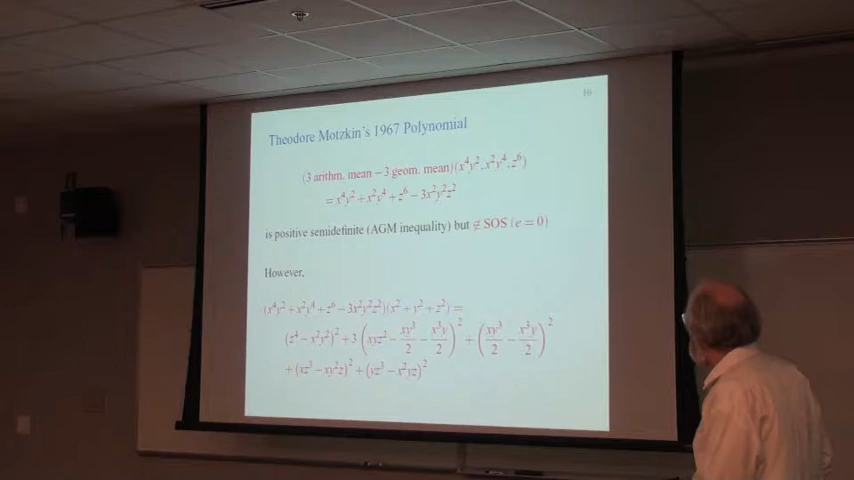 16
Theodore Motzkin's 1967 Polynomial
(3 arithm. mean − 3 geom. mean)(x⁴y², x²y⁴, z⁶)
= x⁴y² + x²y⁴ + z⁶ − 3x²y²z²
is positive semidefinite (AGM inequality) but ∉ SOS (e = 0)
However,
(x⁴y² + x²y⁴ + z⁶ − 3x²y²z²)(x² + y² + z²) =
(z⁴ − x²y²)² + 3 (xyz² − xy³/2 − x³y/2)² + (xy³/2 − x³y/2)²
+ (xz³ − xy²z)² + (yz³ − x²yz)²